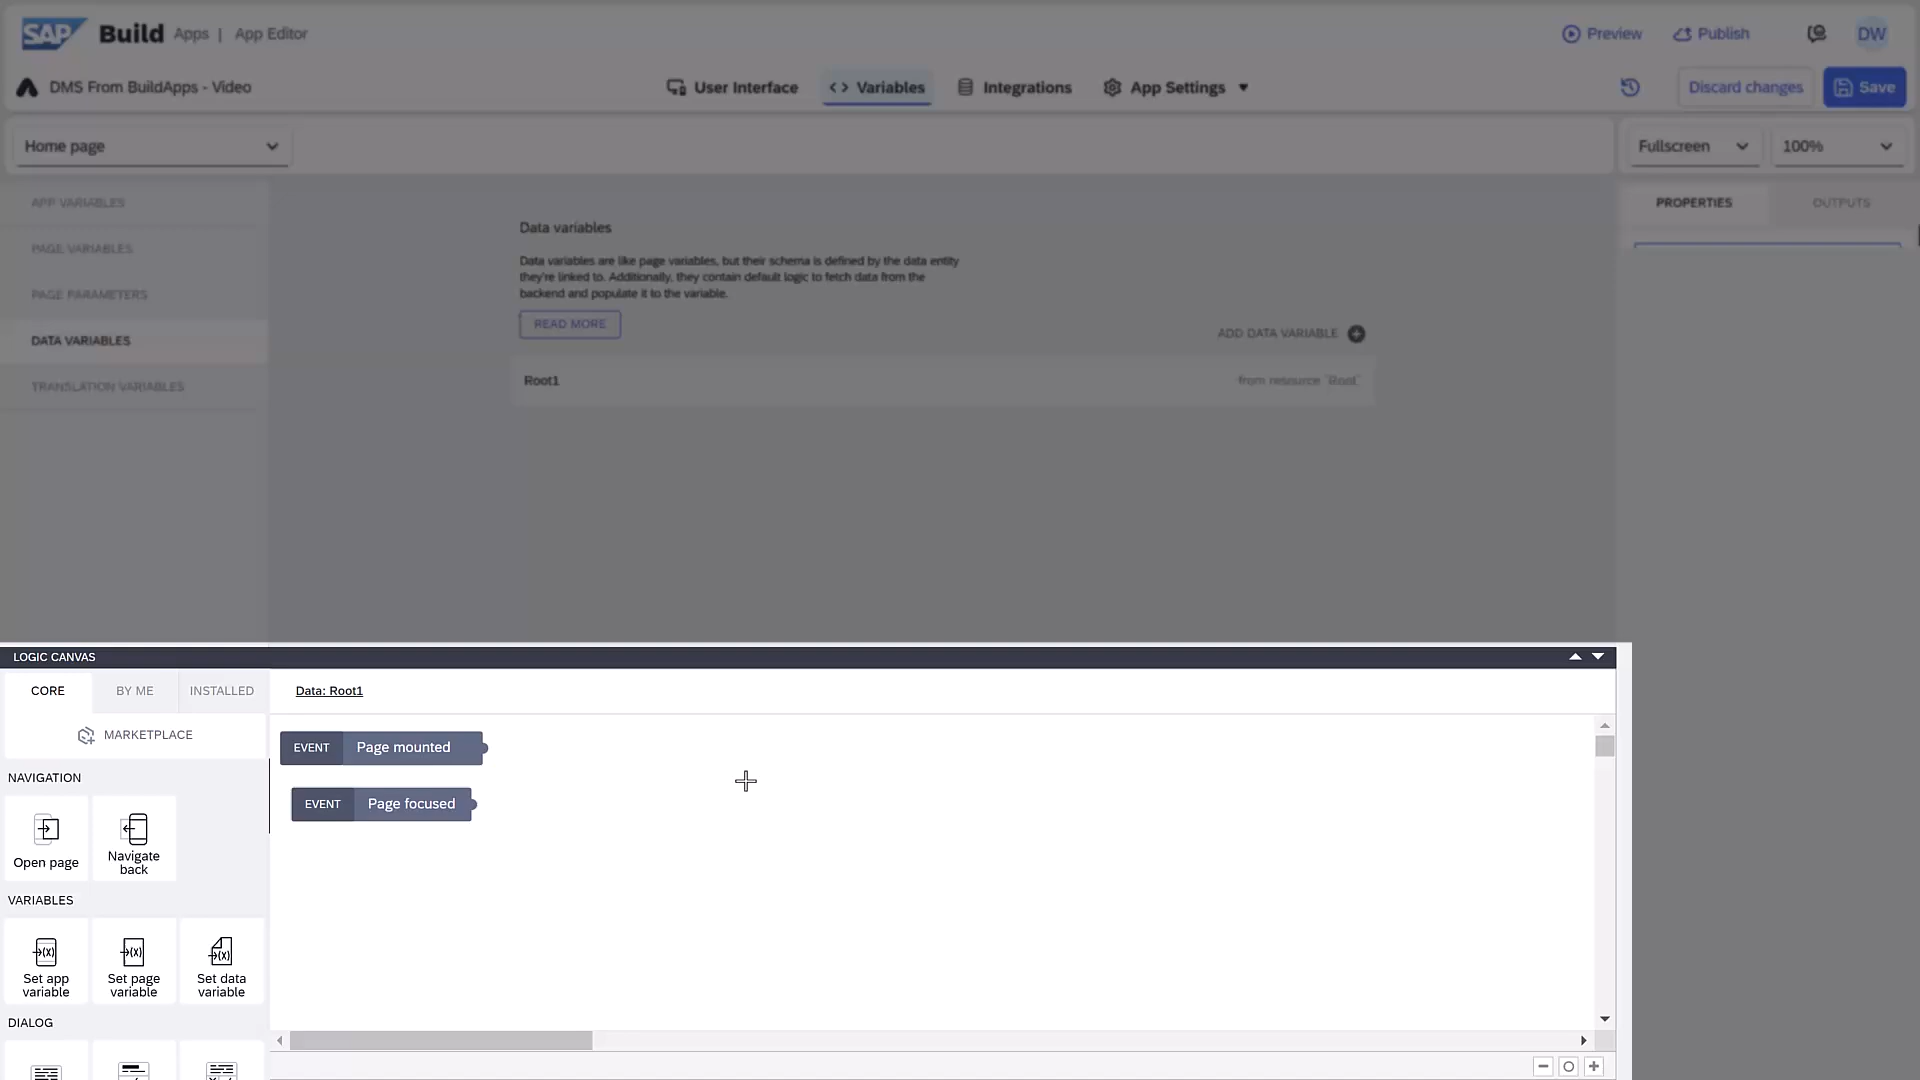 SAP Build Apps | App Editor
Preview
Publish
DW
DMS From BuildApps - Video
User Interface
<> Variables
Integrations
App Settings
Discard changes
Save
Home page
Fullscreen
100%
APP VARIABLES
PAGE VARIABLES
PAGE PARAMETERS
DATA VARIABLES
TRANSLATION VARIABLES
Data variables
Data variables are like page variables, but their schema is defined by the data entity
they're linked to. Additionally, they contain default logic to fetch data from the
backend and populate it to the variable.
READ MORE
ADD DATA VARIABLE
Root1
from resource `Root`
PROPERTIES
OUTPUTS
LOGIC CANVAS
CORE
BY ME
INSTALLED
MARKETPLACE
Data: Root1
EVENT Page mounted
EVENT Page focused
NAVIGATION
Open page
Navigate
back
VARIABLES
Set app
variable
Set page
variable
Set data
variable
DIALOG